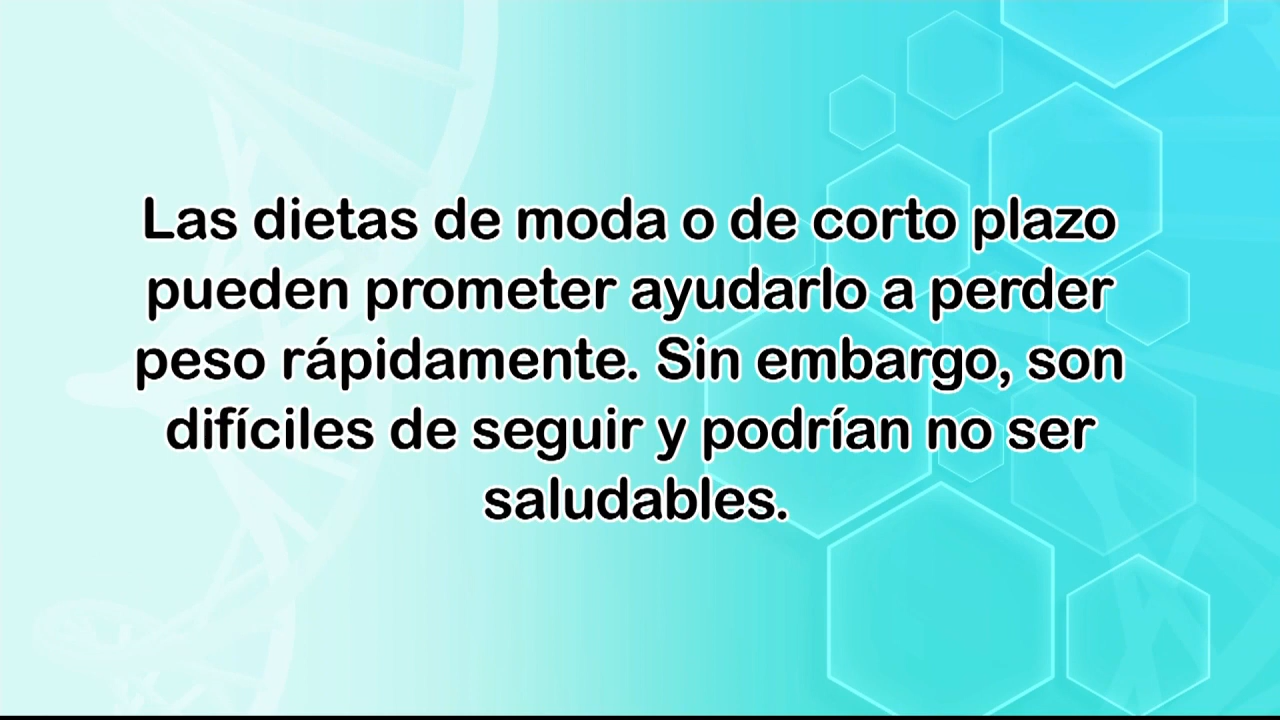 Las dietas de moda o de corto plazo
pueden prometer ayudarlo a perder
peso rápidamente. Sin embargo, son
difíciles de seguir y podrían no ser
saludables.